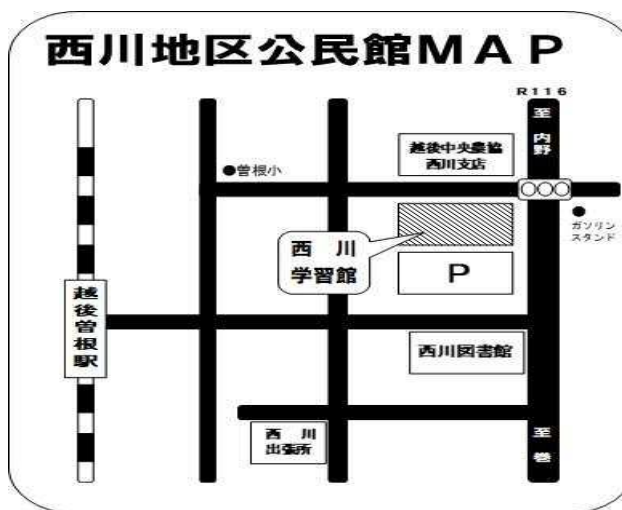 西川地区公民館MAP
R116
至 内野
越後中央農協
西川支店
●曽根小
ガソリン
スタンド
西 川
学習館
P
越後曽根駅
西川図書館
西 川
出張所
至 巻